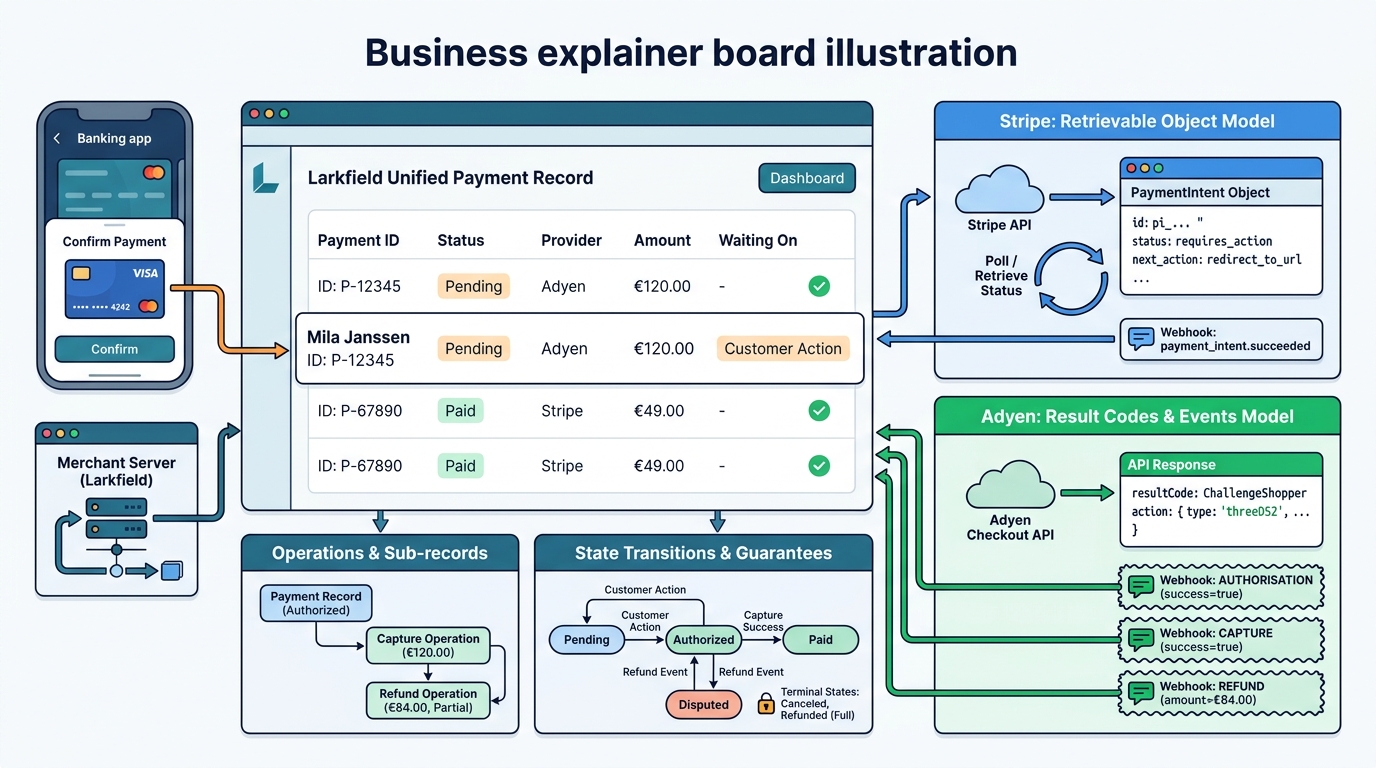 Business explainer board illustration
Banking app
Confirm Payment
VISA
•••• •••• 4242
Confirm
Merchant Server
(Larkfield)
Larkfield Unified Payment Record
Dashboard
Payment ID Status Provider Amount Waiting On
ID: P-12345 Pending Adyen €120.00 -
Mila Janssen
ID: P-12345 Pending Adyen €120.00 Customer Action
ID: P-67890 Paid Stripe €49.00 -
ID: P-67890 Paid Stripe €49.00 -
Operations & Sub-records
Payment Record
(Authorized)
Capture Operation
(€120.00)
Refund Operation
(€84.00, Partial)
State Transitions & Guarantees
Customer Action
Customer
Action
Capture
Success
Pending
Authorized
Paid
Refund Event
Refund Event
Disputed
Terminal States:
Canceled,
Refunded (Full)
Stripe: Retrievable Object Model
Stripe API
Poll /
Retrieve
Status
PaymentIntent Object
id: pi_... "
status: requires_action
next_action: redirect_to_url
...
Webhook:
payment_intent.succeeded
Adyen: Result Codes & Events Model
Adyen
Checkout API
API Response
resultCode: ChallengeShopper
action: { type: 'threeDS2', ...
}
Webhook: AUTHORISATION
(success=true)
Webhook: CAPTURE
(success=true)
Webhook: REFUND
(amount=€84.00)